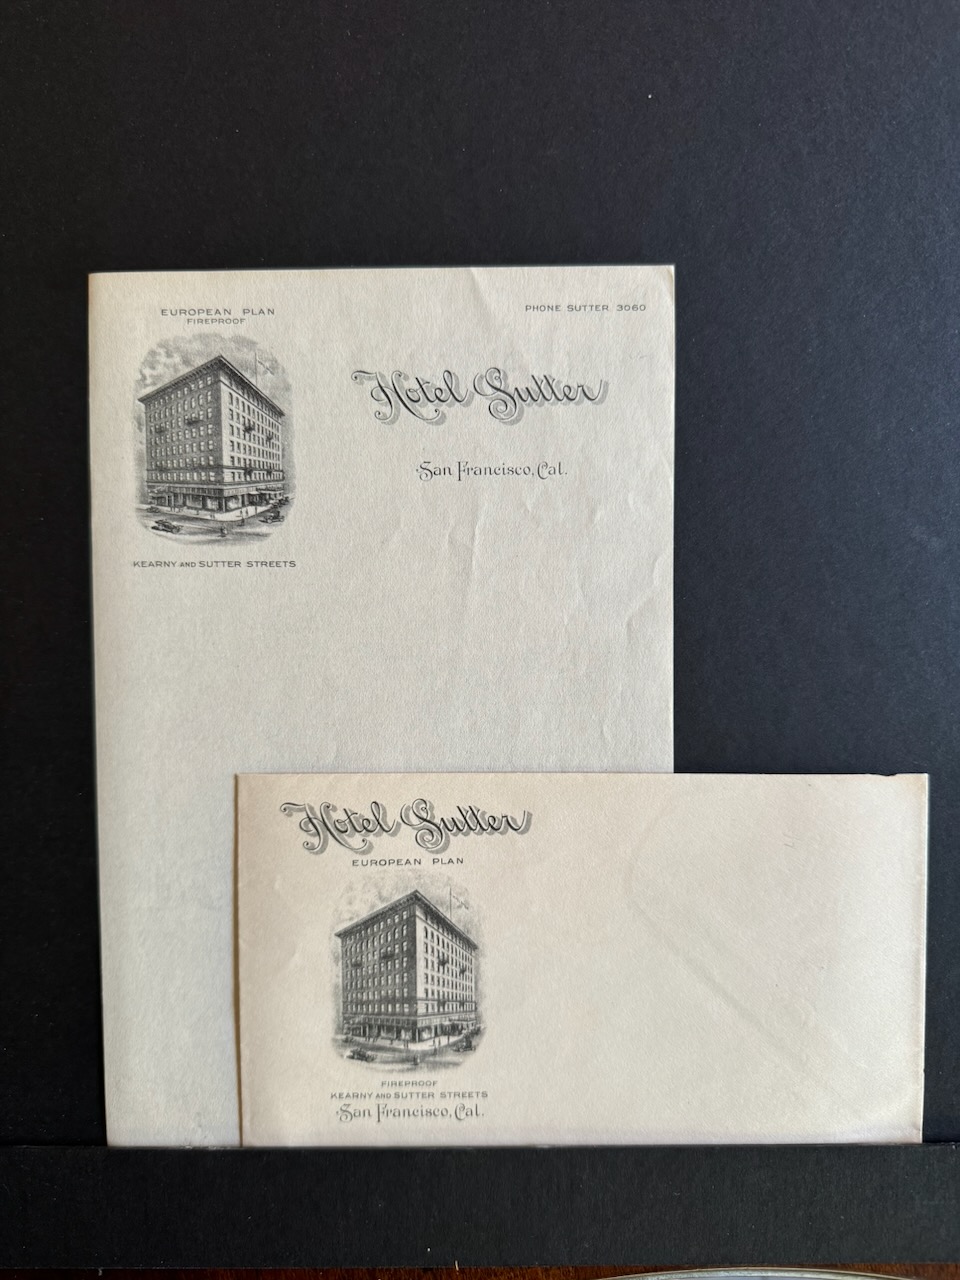 EUROPEAN PLAN
FIREPROOF
PHONE SUTTER 3060
Hotel Sutter
San Francisco, Cal.
KEARNY AND SUTTER STREETS
Hotel Sutter
EUROPEAN PLAN
FIREPROOF
KEARNY AND SUTTER STREETS
San Francisco, Cal.